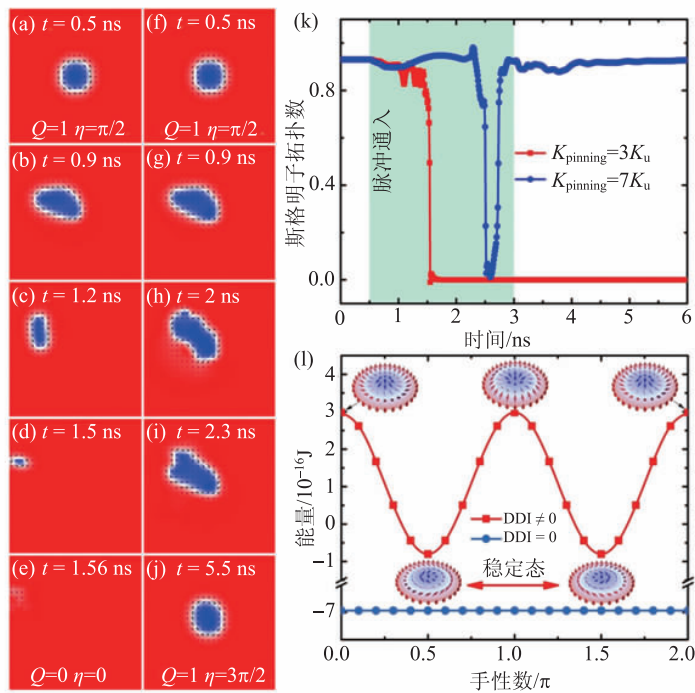 (a) t = 0.5 ns
Q=1 η=π/2
(f) t = 0.5 ns
Q=1 η=π/2
(b) t = 0.9 ns
(g) t = 0.9 ns
(c) t = 1.2 ns
(h) t = 2 ns
(d) t = 1.5 ns
(i) t = 2.3 ns
(e) t = 1.56 ns
Q=0 η=0
(j) t = 5.5 ns
Q=1 η=3π/2
(k)
斯格明子拓扑数
0.8
0.4
0.0
脉冲通入
Kpinning=3Ku
Kpinning=7Ku
0 1 2 3 4 5 6
时间/ns
(l)
能量/10⁻¹⁶J
4
3
2
1
0
−1
−7
DDI ≠ 0
DDI = 0
稳定态
0.0 0.5 1.0 1.5 2.0
手性数/π